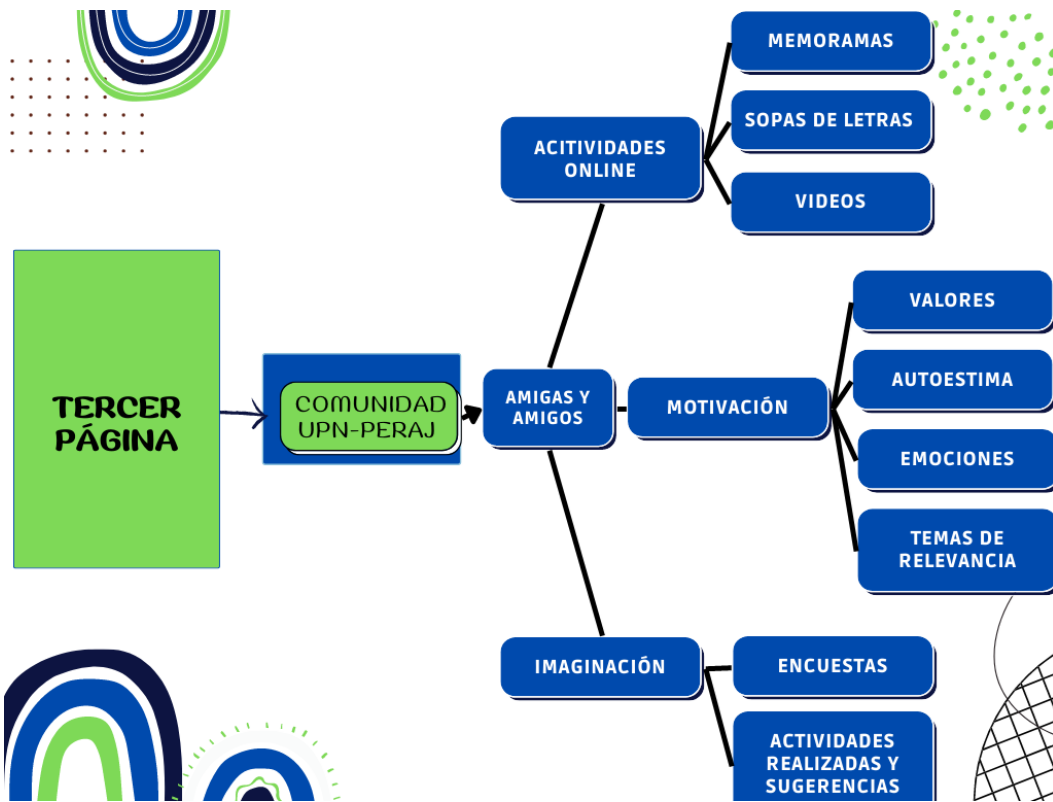 MEMORAMAS
SOPAS DE LETRAS
VIDEOS
ACITIVIDADES
ONLINE
TERCER
PÁGINA
COMUNIDAD
UPN-PERAJ
AMIGAS Y
AMIGOS
MOTIVACIÓN
VALORES
AUTOESTIMA
EMOCIONES
TEMAS DE
RELEVANCIA
IMAGINACIÓN
ENCUESTAS
ACTIVIDADES
REALIZADAS Y
SUGERENCIAS